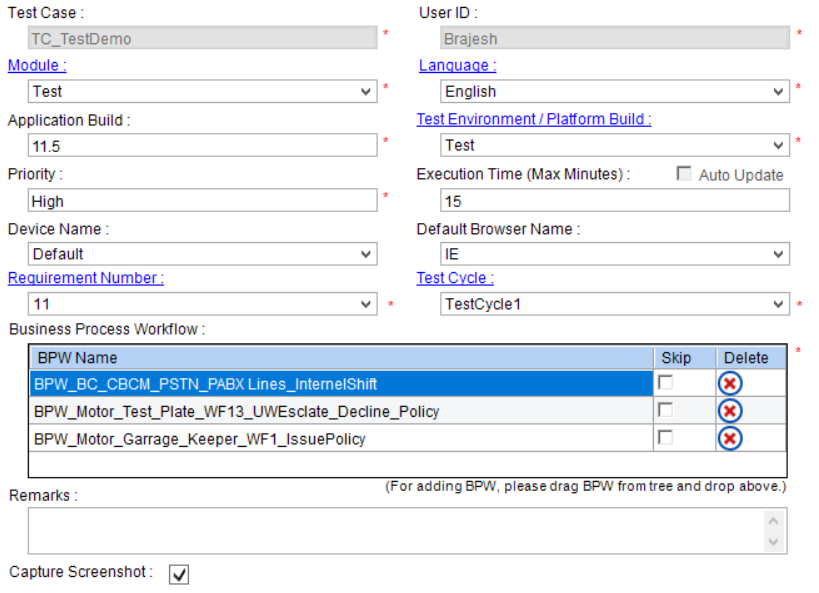 Test Case : User ID :
TC_TestDemo * Brajesh *
Module : Language :
Test * English *
Application Build : Test Environment / Platform Build :
11.5 * Test *
Priority : Execution Time (Max Minutes) : Auto Update
High * 15
Device Name : Default Browser Name :
Default IE
Requirement Number : Test Cycle :
11 * TestCycle1 *
Business Process Workflow :
BPW Name Skip Delete *
BPW_BC_CBCM_PSTN_PABX Lines_InternelShift
BPW_Motor_Test_Plate_WF13_UWEsclate_Decline_Policy
BPW_Motor_Garrage_Keeper_WF1_IssuePolicy
(For adding BPW, please drag BPW from tree and drop above.)
Remarks :
Capture Screenshot :